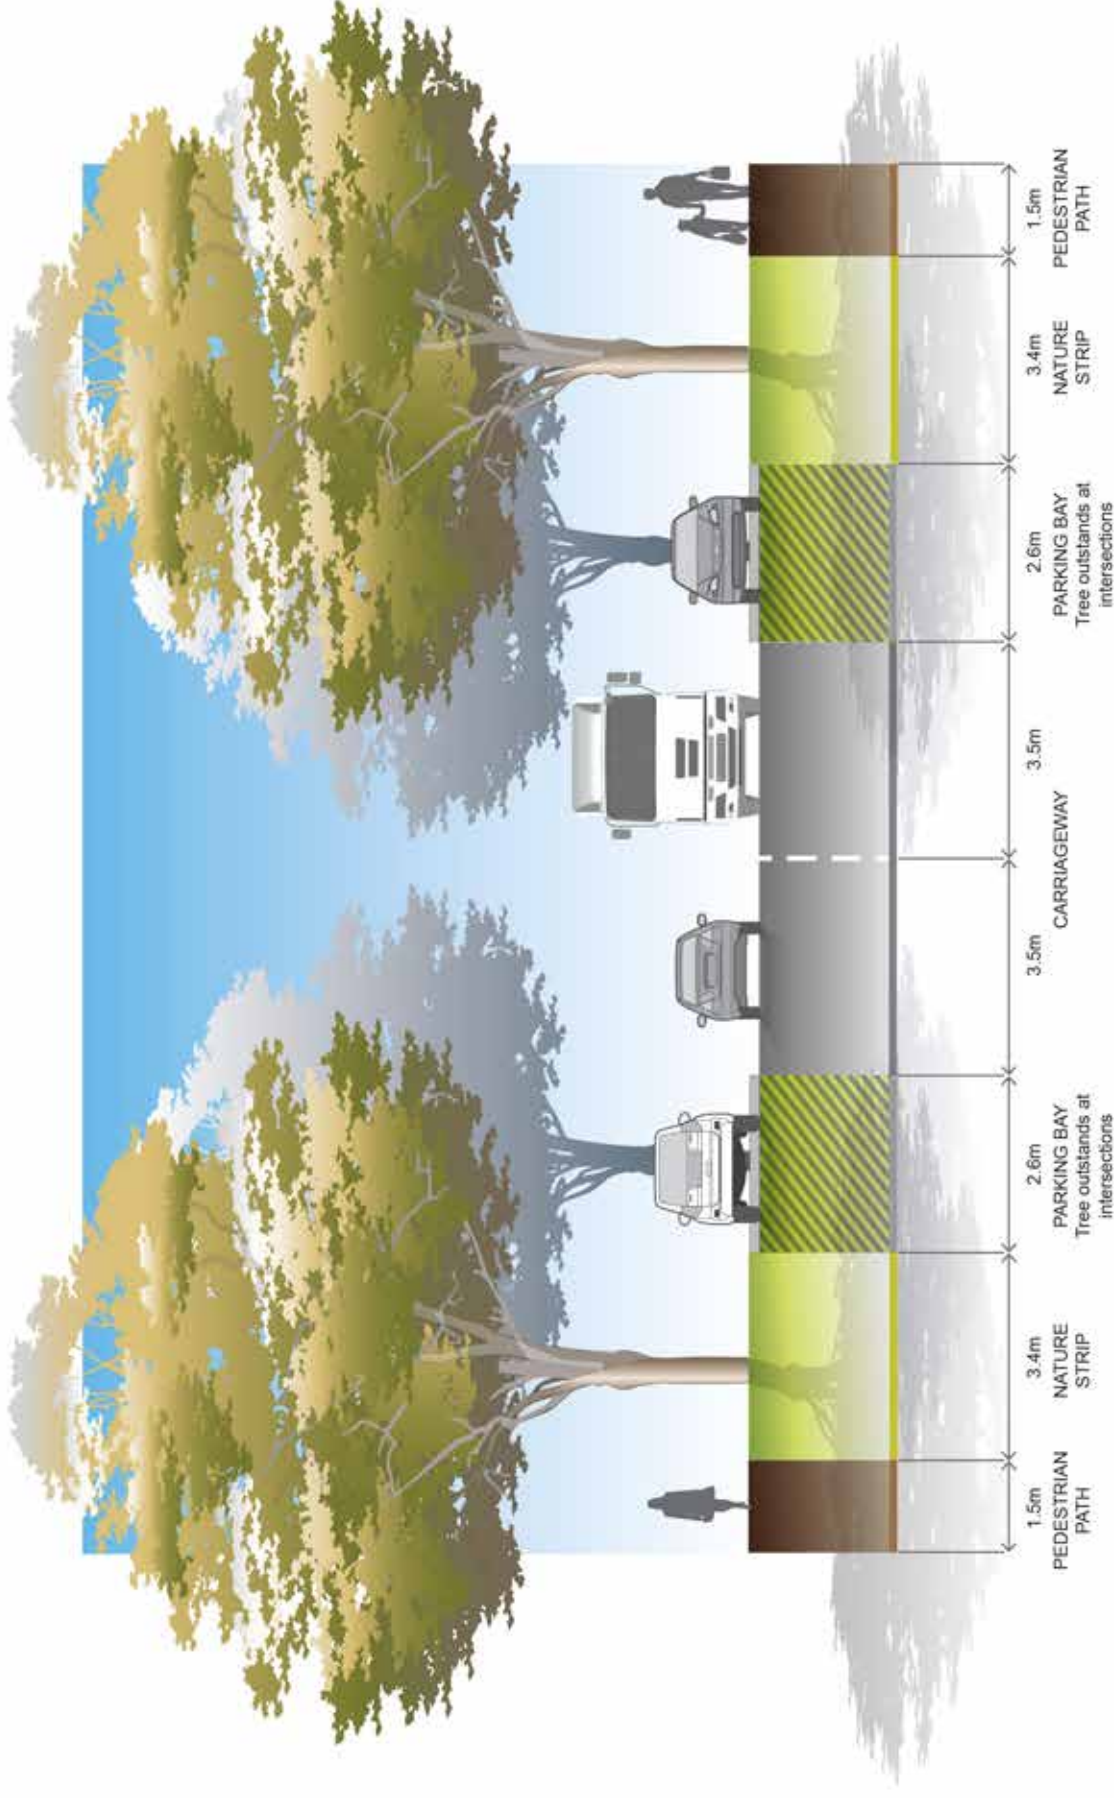 1.5m
PEDESTRIAN
PATH
3.4m
NATURE
STRIP
2.6m
PARKING BAY
Tree outstands at
intersections
3.5m
CARRIAGEWAY
3.5m
2.6m
PARKING BAY
Tree outstands at
intersections
3.4m
NATURE
STRIP
1.5m
PEDESTRIAN
PATH